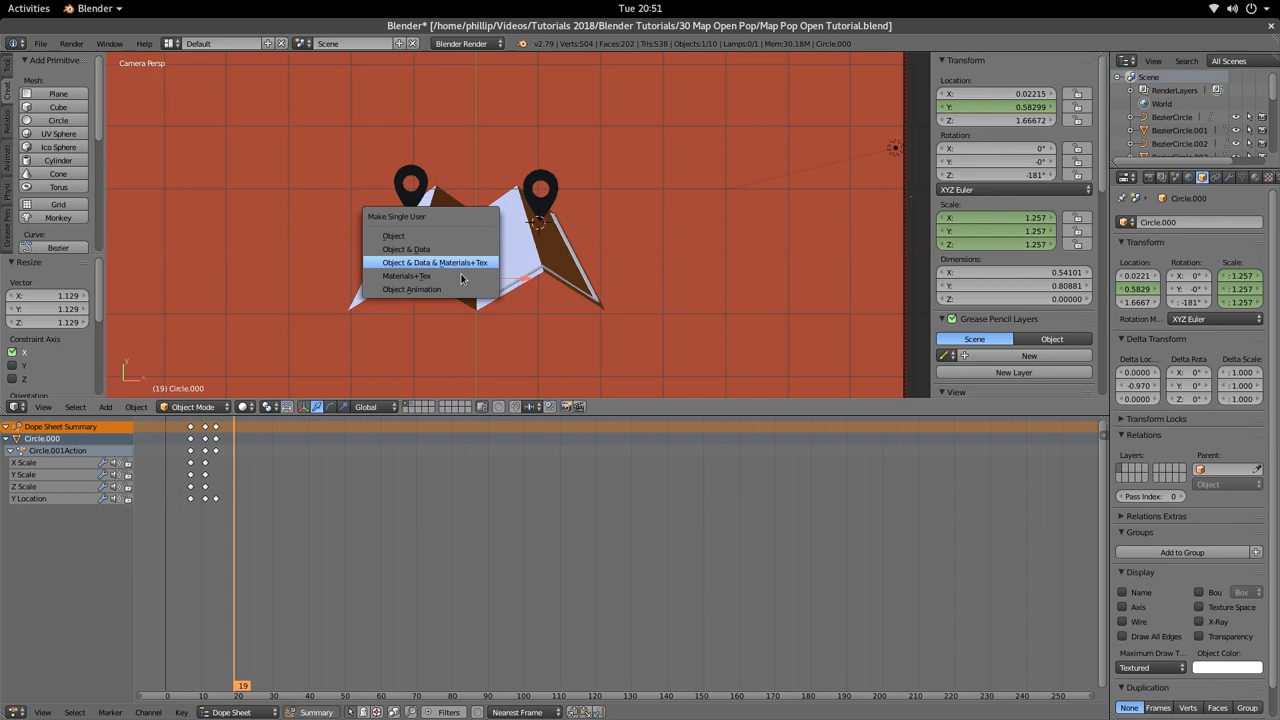 Activities
Blender
Tue 20:51
Blender* [/home/phillip/Videos/Tutorials 2018/Blender Tutorials/30 Map Open Pop/Map Pop Open Tutorial.blend]
File Render Window Help
Default
Scene
Blender Render
v2.79 | Verts:504 | Faces:202 | Tris:538 | Objects:1/10 | Lamps:0/1 | Mem:30.18M | Circle.000
Add Primitive
Mesh:
Plane
Cube
Circle
UV Sphere
Ico Sphere
Cylinder
Cone
Torus
Grid
Monkey
Curve:
Bezier
Resize
Vector
X: 1.129
Y: 1.129
Z: 1.129
Constraint Axis
X
Y
Z
Orientation
Tool
Creat
Relatio
Animati
Physi
Grease Pen
Camera Persp
Make Single User
Object
Object & Data
Object & Data & Materials+Tex
Materials+Tex
Object Animation
(19) Circle.000
View Select Add Object
Object Mode
Global
Transform
Location:
X: 0.02215
Y: 0.58299
Z: 1.66672
Rotation:
X: 0°
Y: -0°
Z: -181°
XYZ Euler
Scale:
X: 1.257
Y: 1.257
Z: 1.257
Dimensions:
X: 0.54101
Y: 0.80881
Z: 0.00000
Grease Pencil Layers
Scene Object
New
New Layer
View
View Search All Scenes
Scene
RenderLayers
World
BezierCircle
BezierCircle.001
BezierCircle.002
Circle.000
Circle.000
Transform
Location: Rotation: Scale:
0.0221 X: 0° :1.257
0.5829 Y: -0° :1.257
1.6667 :-181° :1.257
Rotation M... XYZ Euler
Delta Transform
Delta Loc... Delta Rota Delta Scale:
0.0000 X: 0° : 1.000
-0.970 Y: 0° : 1.000
0.0000 Z: 0° : 1.000
Transform Locks
Relations
Layers: Parent:
Object
Pass Index: 0
Relations Extras
Groups
Add to Group
Display
Name Bou Box
Axis Texture Space
Wire X-Ray
Draw All Edges Transparency
Maximum Draw T... Object Color:
Textured
Duplication
None Frames Verts Faces Group
Dope Sheet Summary
Circle.000
Circle.001Action
X Scale
Y Scale
Z Scale
Y Location
19
0 10 20 30 40 50 60 70 80 90 100 110 120 130 140 150 160 170 180 190 200 210 220 230 240 250
View Select Marker Channel Key
Dope Sheet
Summary
Filters
Nearest Frame